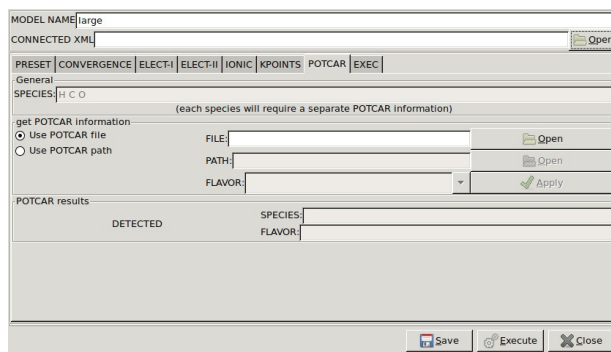 MODEL NAME large
CONNECTED XML Open
PRESET CONVERGENCE ELECT-I ELECT-II IONIC KPOINTS POTCAR EXEC
General
SPECIES: H C O
(each species will require a separate POTCAR information)
get POTCAR information
Use POTCAR file FILE: Open
Use POTCAR path PATH: Open
FLAVOR: Apply
POTCAR results
DETECTED SPECIES:
FLAVOR:
Save Execute Close